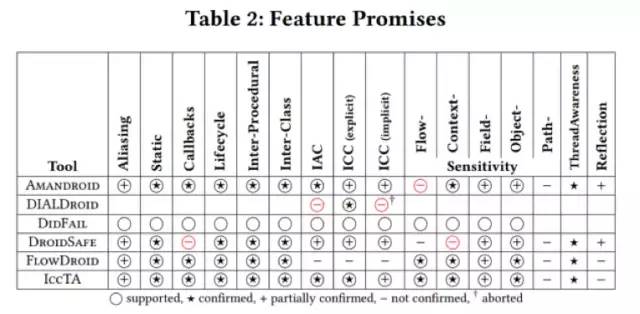 Table 2: Feature Promises
Tool Aliasing Static Callbacks Lifecycle Inter-Procedural Inter-Class IAC ICC (explicit) ICC (implicit) Flow- Context- Field- Object- Path- ThreadAwareness Reflection
Sensitivity
AMANDROID ⊕ ⍟ ⍟ ⍟ ⍟ ⍟ ⍟ ⊕ ⊕ ⊖ ⍟ ⊕ ⊕ − ★ +
DIALDROID ⊖ ⍟ ⊖†
DIDFAIL ○ ○ ○ ○ ○ ○ ○ ○ ○ ○ ○ ○ ○ ○ ○ ○
DROIDSAFE ⊕ ⍟ ⊖ ⍟ ⍟ ⍟ ⊕ ⊕ ⊕ − ⊖ ⊕ ⊕ − ★ +
FLOWDROID ⊕ ⍟ ⍟ ⍟ ⍟ ⍟ − − − ⍟ ⍟ ⊕ ⍟ − ★ −
ICCTA ⊕ ⍟ ⍟ ⍟ ⍟ ⍟ ⍟ ⍟ ⍟ ⍟ ⍟ ⊕ ⍟ − ★ −
○ supported, ★ confirmed, + partially confirmed, − not confirmed, † aborted